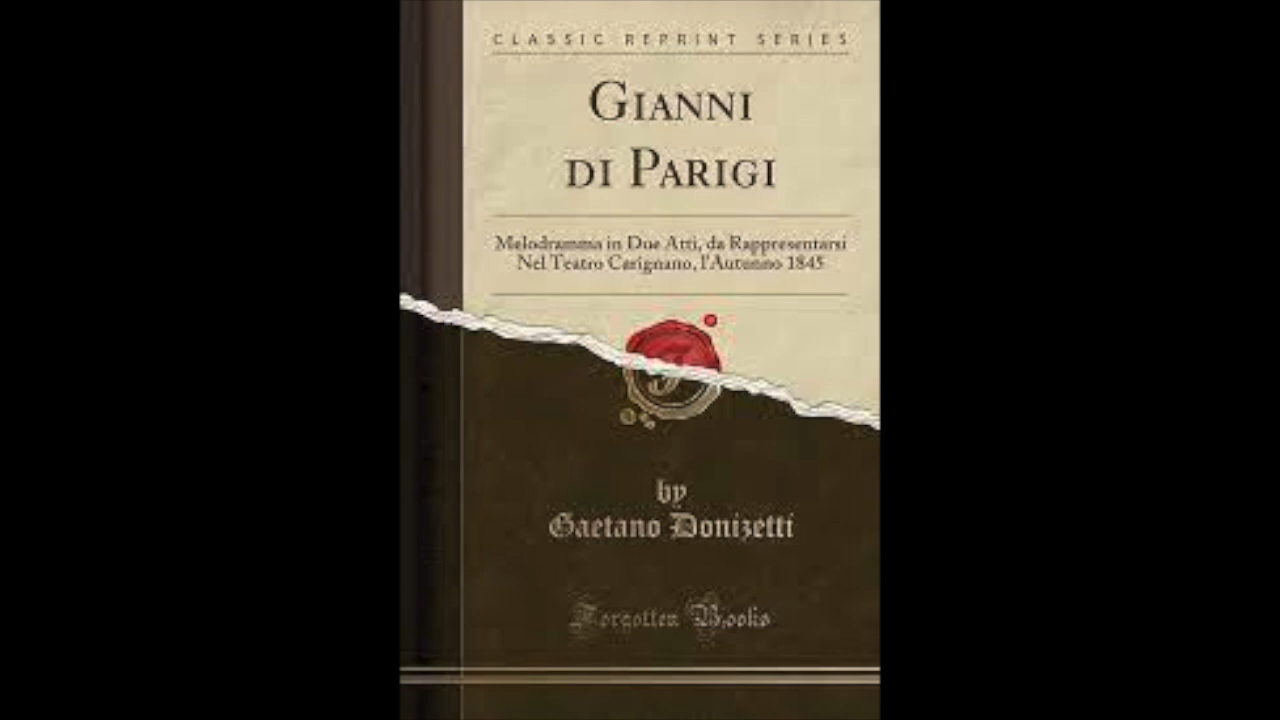 CLASSIC REPRINT SERIES
GIANNI
DI PARIGI
Melodramma in Due Atti, da Rappresentarsi
Nel Teatro Carignano, l'Autunno 1845
by
Gaetano Donizetti
Forgotten Books